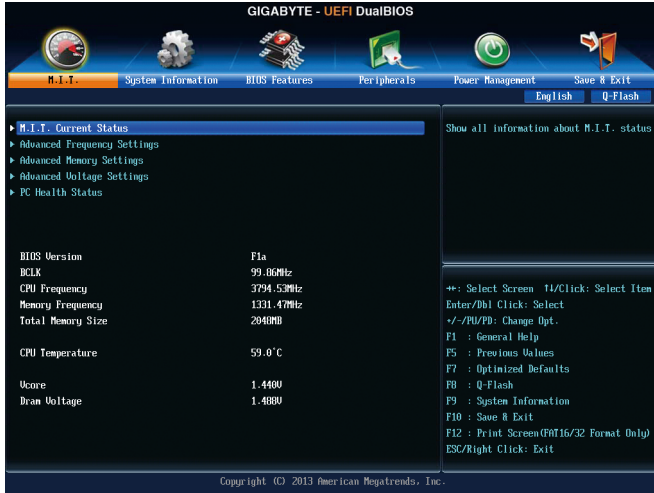 GIGABYTE - UEFI DualBIOS
M.I.T. System Information BIOS Features Peripherals Power Management Save & Exit
English Q-Flash
M.I.T. Current Status
Advanced Frequency Settings
Advanced Memory Settings
Advanced Voltage Settings
PC Health Status
BIOS Version F1a
BCLK 99.86MHz
CPU Frequency 3794.53MHz
Memory Frequency 1331.47MHz
Total Memory Size 2048MB
CPU Temperature 59.0°C
Vcore 1.440V
Dram Voltage 1.488V
Show all information about M.I.T. status
→←: Select Screen ↑↓/Click: Select Item
Enter/Dbl Click: Select
+/-/PU/PD: Change Opt.
F1 : General Help
F5 : Previous Values
F7 : Optimized Defaults
F8 : Q-Flash
F9 : System Information
F10 : Save & Exit
F12 : Print Screen(FAT16/32 Format Only)
ESC/Right Click: Exit
Copyright (C) 2013 American Megatrends, Inc.